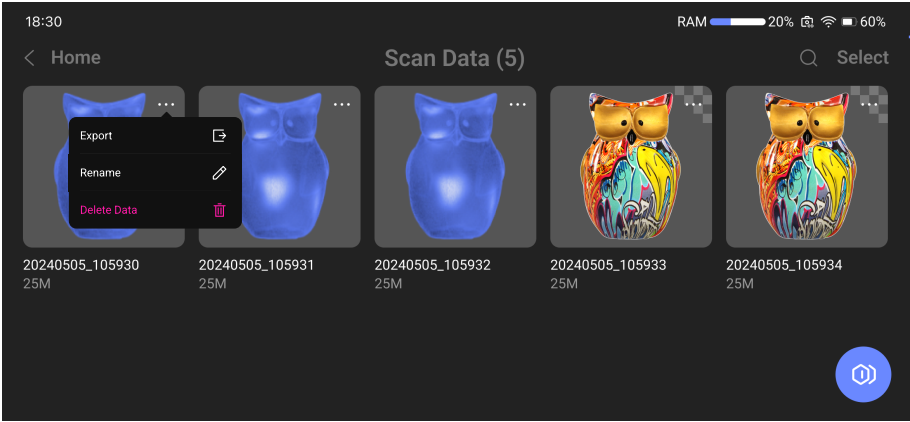 18:30
RAM 20% 60%
Home
Scan Data (5)
Select
Export
Rename
Delete Data
20240505_105930
25M
20240505_105931
25M
20240505_105932
25M
20240505_105933
25M
20240505_105934
25M